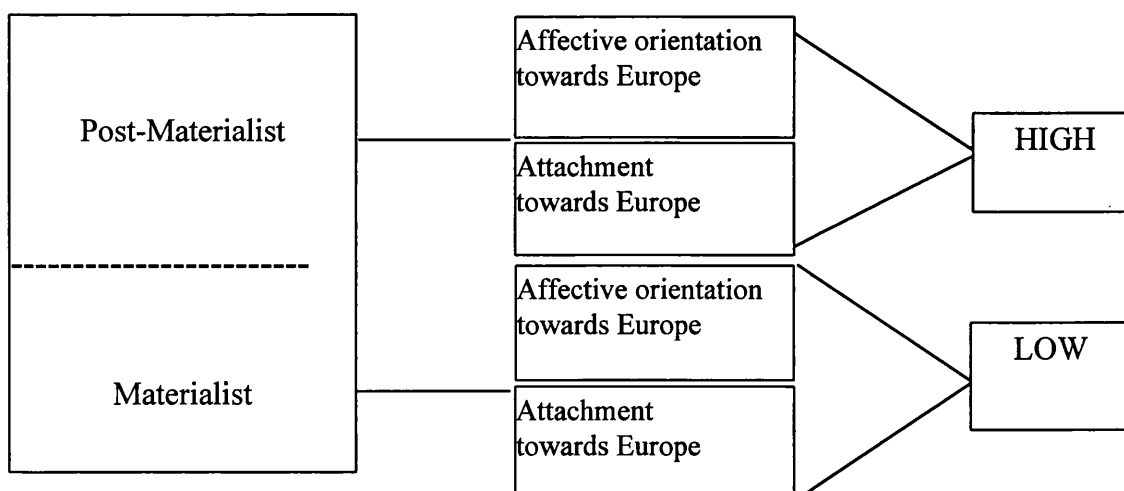 Post-Materialist
Affective orientation
towards Europe
Attachment
towards Europe
HIGH
Materialist
Affective orientation
towards Europe
Attachment
towards Europe
LOW